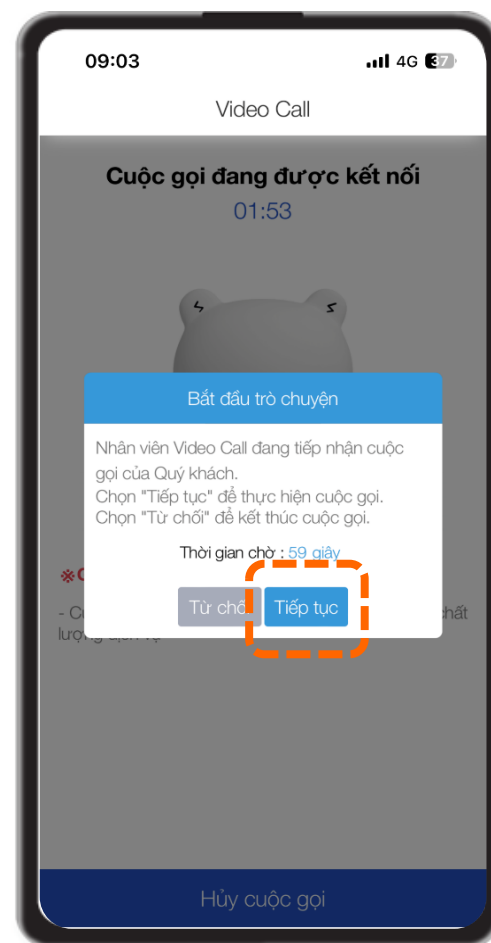 09:03 4G 37
Video Call
Cuộc gọi đang được kết nối
01:53
Bắt đầu trò chuyện
Nhân viên Video Call đang tiếp nhận cuộc
gọi của Quý khách.
Chọn "Tiếp tục" để thực hiện cuộc gọi.
Chọn "Từ chối" để kết thúc cuộc gọi.
Thời gian chờ : 59 giây
Từ chối Tiếp tục
chất
Hủy cuộc gọi